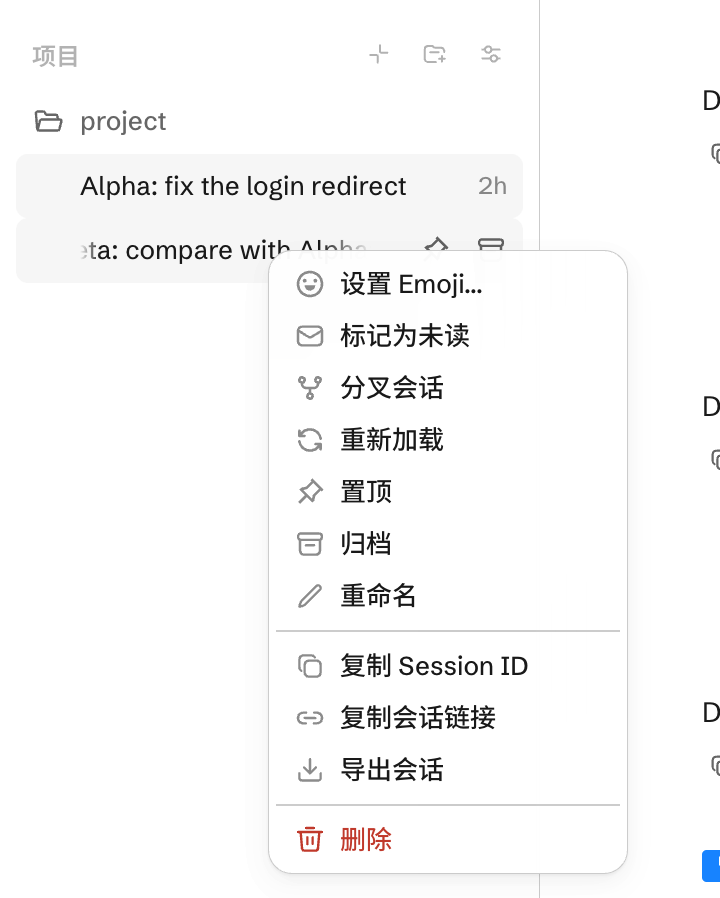 项目
project
Alpha: fix the login redirect 2h
eta: compare with Alpha
设置 Emoji...
标记为未读
分叉会话
重新加载
置顶
归档
重命名
复制 Session ID
复制会话链接
导出会话
删除